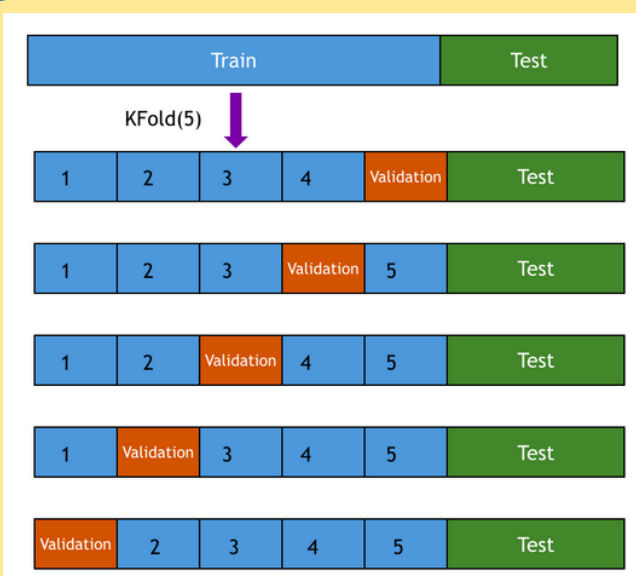 Train Test
KFold(5)
1 2 3 4 Validation Test
1 2 3 Validation 5 Test
1 2 Validation 4 5 Test
1 Validation 3 4 5 Test
Validation 2 3 4 5 Test